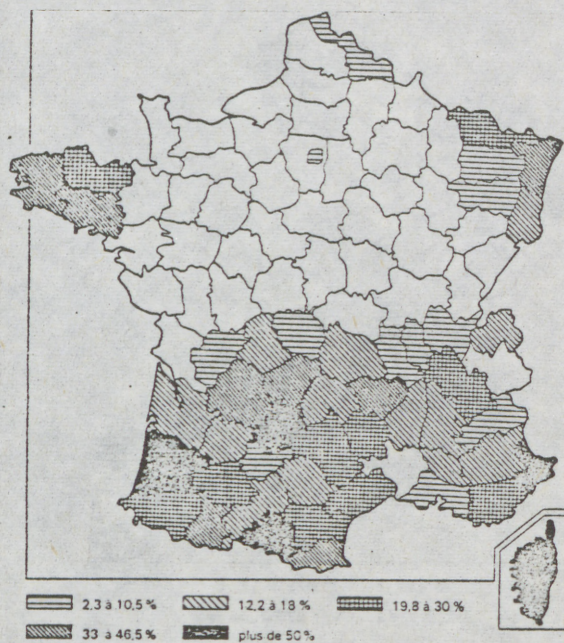 2,3 à 10,5 % 12,2 à 18 % 19,8 à 30 %
33 à 46,5 % plus de 50 %